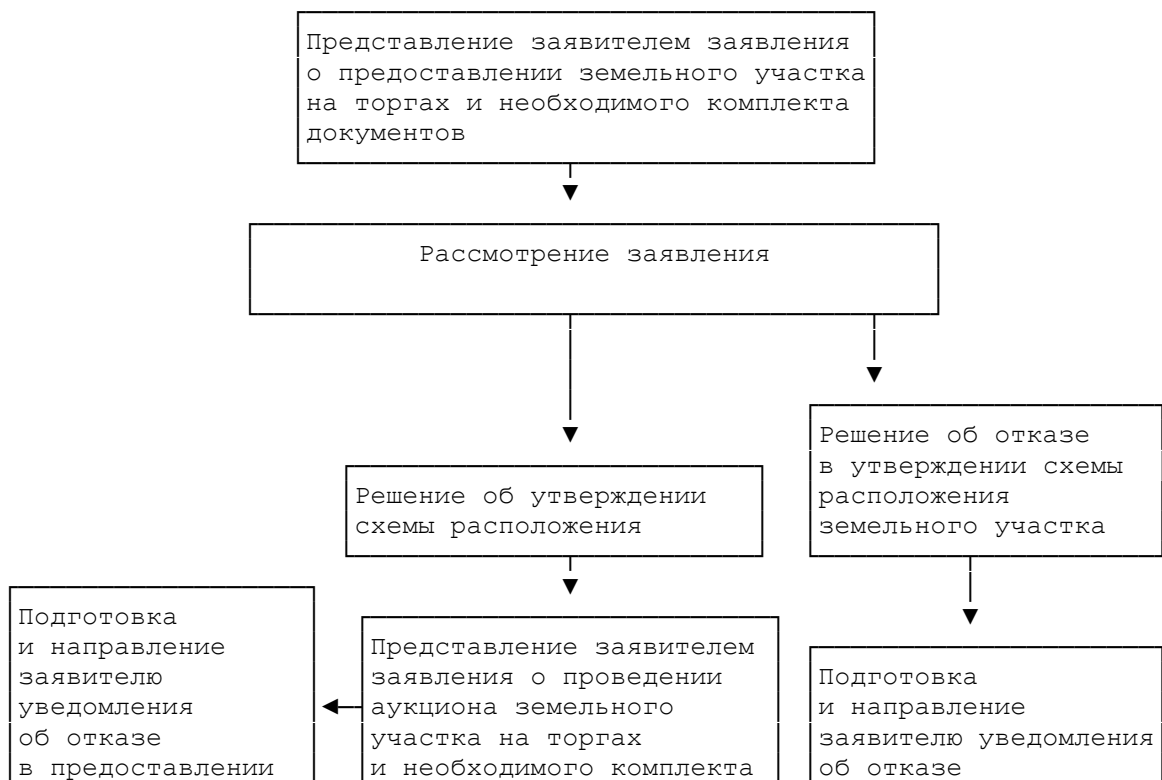 Представление заявителем заявления
о предоставлении земельного участка
на торгах и необходимого комплекта
документов
Рассмотрение заявления
Решение об утверждении
схемы расположения
Решение об отказе
в утверждении схемы
расположения
земельного участка
Подготовка
и направление
заявителю
уведомления
об отказе
в предоставлении
Представление заявителем
заявления о проведении
аукциона земельного
участка на торгах
и необходимого комплекта
Подготовка
и направление
заявителю уведомления
об отказе